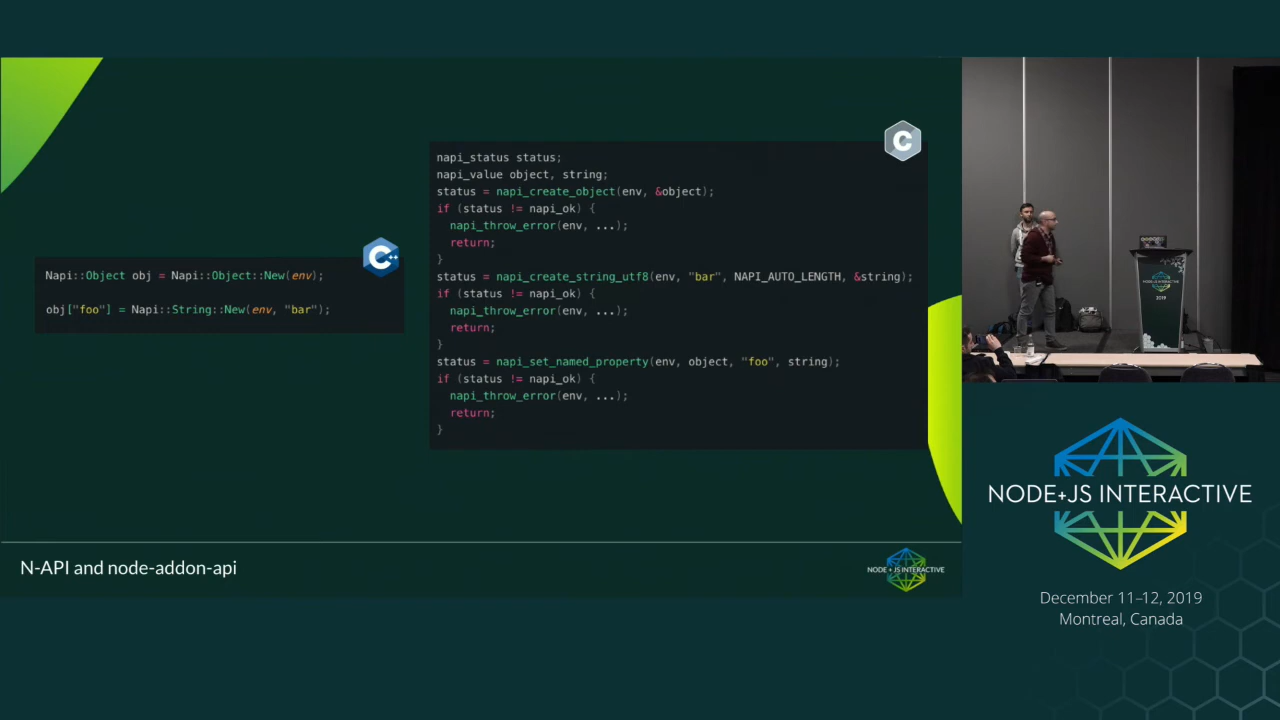 C++
Napi::Object obj = Napi::Object::New(env);
obj["foo"] = Napi::String::New(env, "bar");
C
napi_status status;
napi_value object, string;
status = napi_create_object(env, &object);
if (status != napi_ok) {
  napi_throw_error(env, ...);
  return;
}
status = napi_create_string_utf8(env, "bar", NAPI_AUTO_LENGTH, &string);
if (status != napi_ok) {
  napi_throw_error(env, ...);
  return;
}
status = napi_set_named_property(env, object, "foo", string);
if (status != napi_ok) {
  napi_throw_error(env, ...);
  return;
}
N-API and node-addon-api
NODE+JS INTERACTIVE
2019
NODE+JS INTERACTIVE
December 11–12, 2019
Montreal, Canada